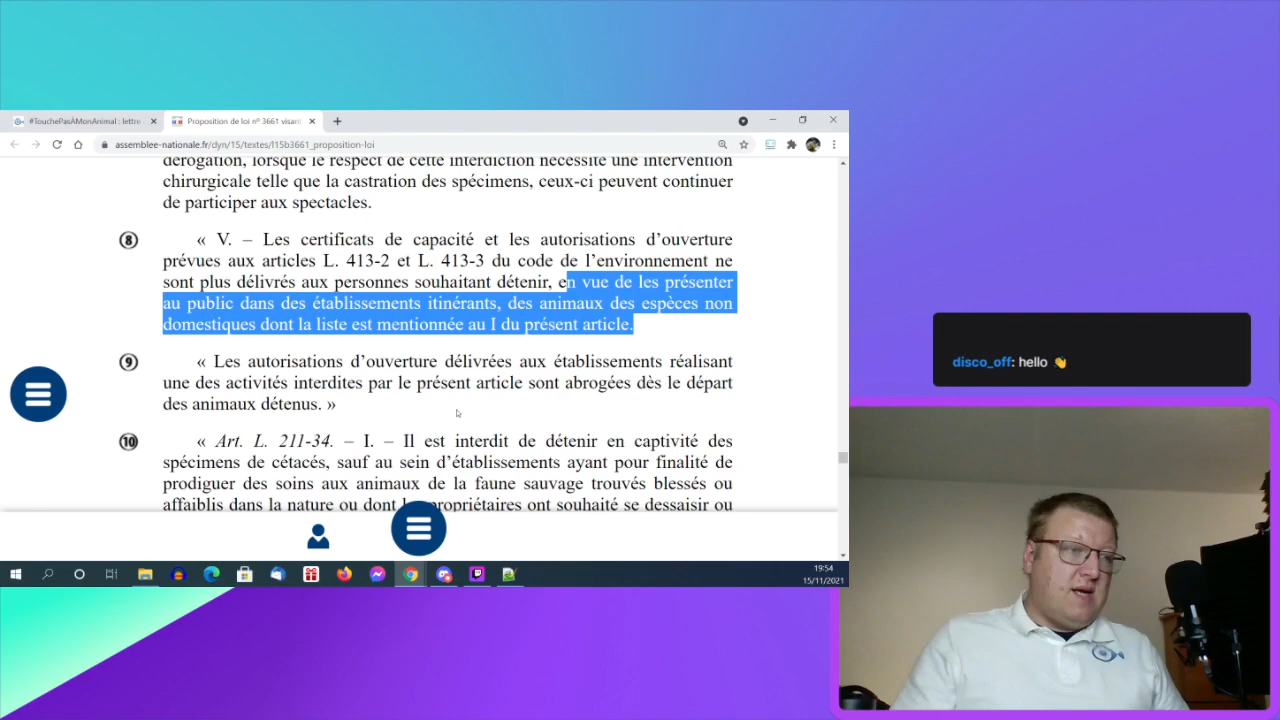 #TouchePasÀMonAnimal : lettre
Proposition de loi nº 3661 visant
assemblee-nationale.fr/dyn/15/textes/l15b3661_proposition-loi
dérogation, lorsque le respect de cette interdiction nécessite une intervention
chirurgicale telle que la castration des spécimens, ceux-ci peuvent continuer
de participer aux spectacles.
8
« V. – Les certificats de capacité et les autorisations d’ouverture
prévues aux articles L. 413-2 et L. 413-3 du code de l’environnement ne
sont plus délivrés aux personnes souhaitant détenir, en vue de les présenter
au public dans des établissements itinérants, des animaux des espèces non
domestiques dont la liste est mentionnée au I du présent article.
9
« Les autorisations d’ouverture délivrées aux établissements réalisant
une des activités interdites par le présent article sont abrogées dès le départ
des animaux détenus. »
10
« Art. L. 211-34. – I. – Il est interdit de détenir en captivité des
spécimens de cétacés, sauf au sein d’établissements ayant pour finalité de
prodiguer des soins aux animaux de la faune sauvage trouvés blessés ou
affaiblis dans la nature ou dont propriétaires ont souhaité se dessaisir ou
19:54
15/11/2021
disco_off: hello 👋